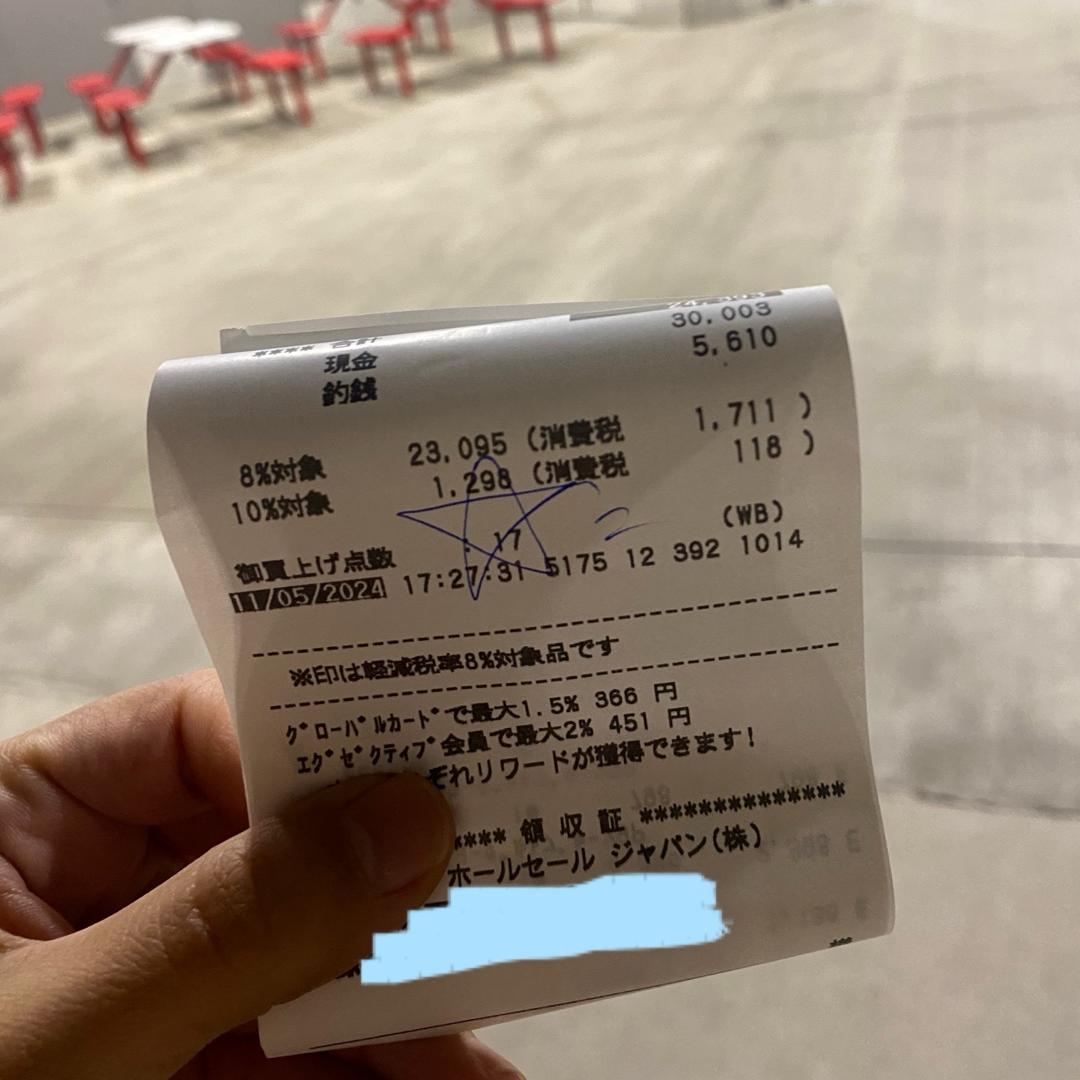 **** 合計 24,393
現金 30,003
釣銭 5,610
8%対象 23,095 (消費税 1,711 )
10%対象 1,298 (消費税 118 )
御買上げ点数 : 17 (WB)
11/05/2024 17:27:31 5175 12 392 1014
※印は軽減税率8%対象品です
グローバルカードで最大1.5% 366 円
エグゼクティブ会員で最大2% 451 円
ぞれリワードが獲得できます!
**** 領 収 証 **************
ホールセール ジャパン(株)
様